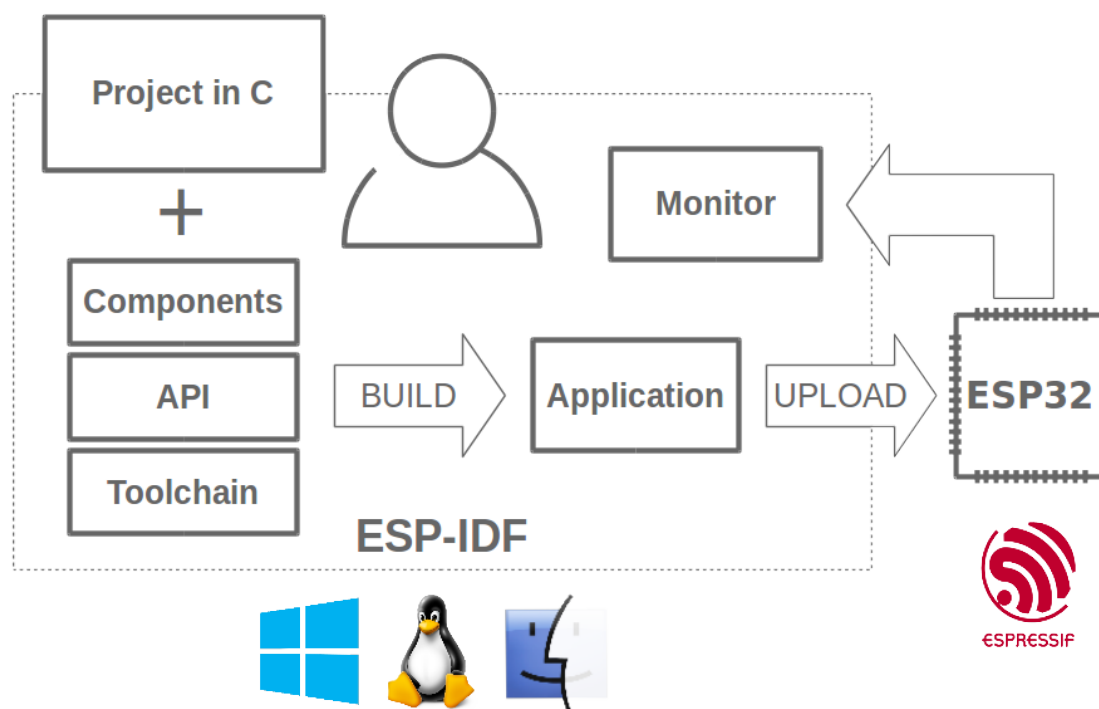 Project in C
+
Monitor
Components
API
Toolchain
BUILD
Application
UPLOAD
ESP32
ESP-IDF
ESPRESSIF